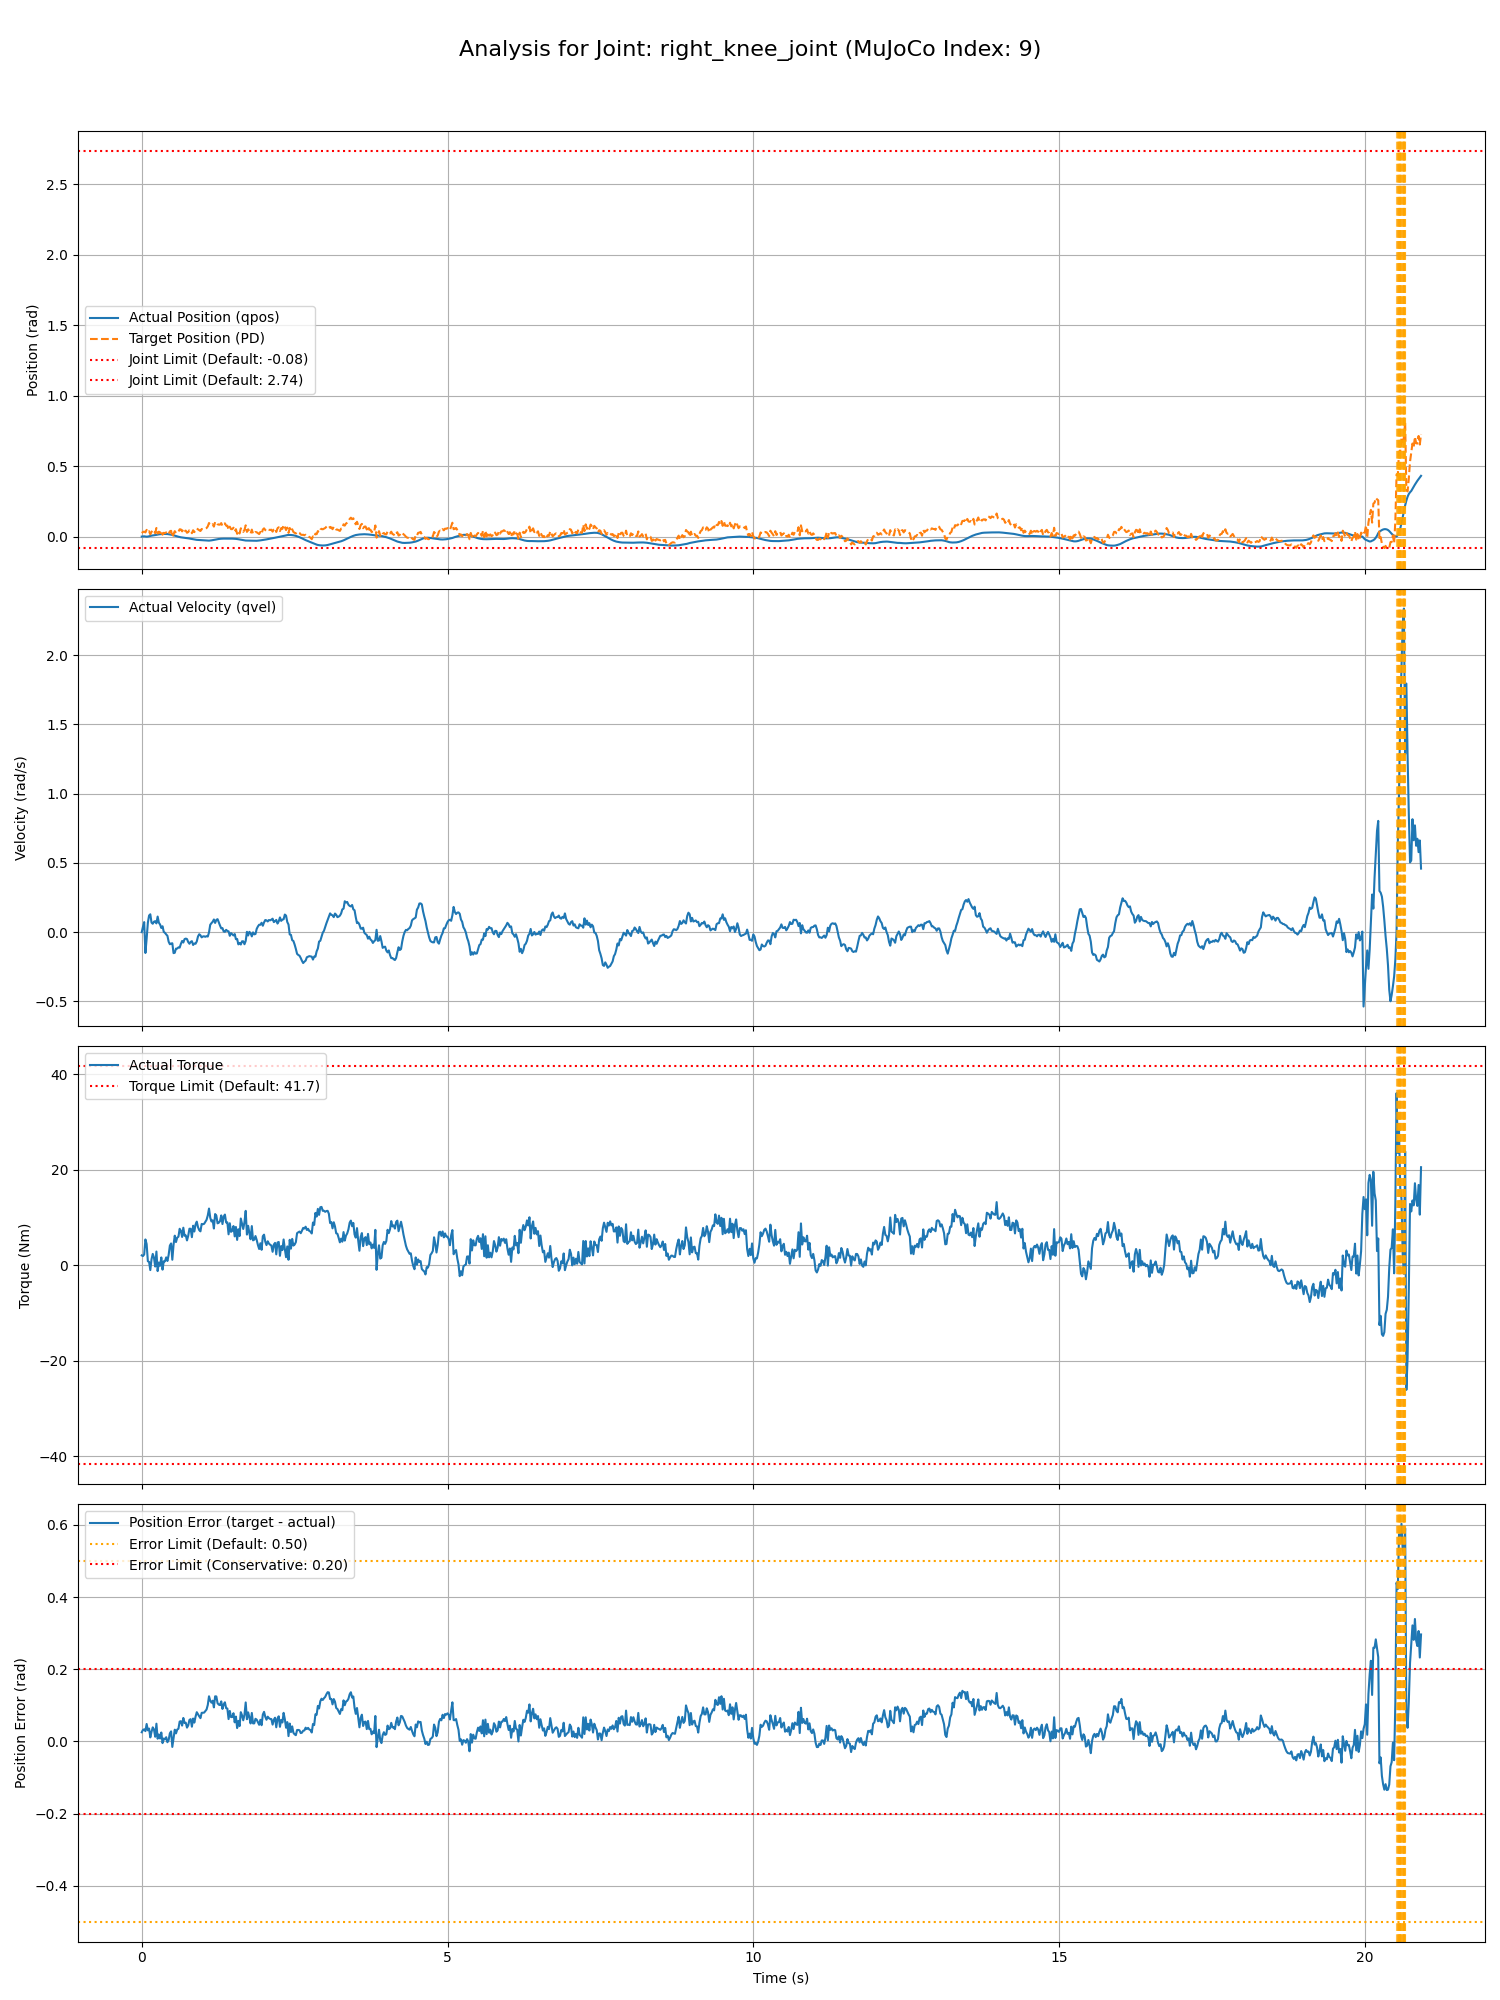 Analysis for Joint: right_knee_joint (MuJoCo Index: 9)
2.5
2.0
1.5
1.0
0.5
0.0
Position (rad)
Actual Position (qpos)
Target Position (PD)
Joint Limit (Default: -0.08)
Joint Limit (Default: 2.74)
2.0
1.5
1.0
0.5
0.0
−0.5
Velocity (rad/s)
Actual Velocity (qvel)
40
20
0
−20
−40
Torque (Nm)
Actual Torque
Torque Limit (Default: 41.7)
0.6
0.4
0.2
0.0
−0.2
−0.4
Position Error (rad)
Position Error (target - actual)
Error Limit (Default: 0.50)
Error Limit (Conservative: 0.20)
0
5
10
15
20
Time (s)